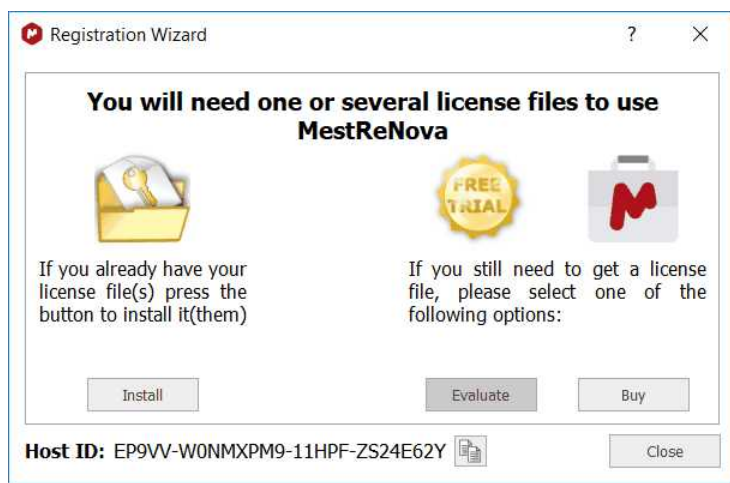 Registration Wizard
?
You will need one or several license files to use
MestReNova
FREE
TRIAL
If you already have your
license file(s) press the
button to install it(them)
If you still need to get a license
file, please select one of the
following options:
Install
Evaluate
Buy
Host ID: EP9VV-W0NMXPM9-11HPF-ZS24E62Y
Close